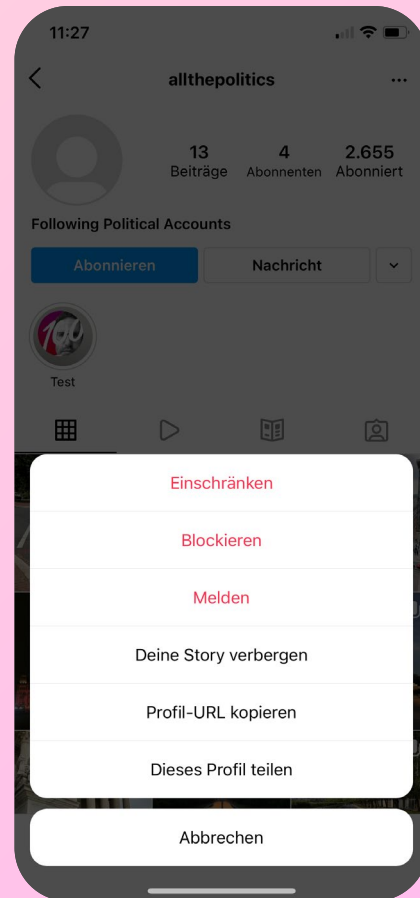 11:27
allthepolitics
13 4 2.655
Beiträge Abonnenten Abonniert
Following Political Accounts
Abonnieren Nachricht
Test
Einschränken
Blockieren
Melden
Deine Story verbergen
Profil-URL kopieren
Dieses Profil teilen
Abbrechen